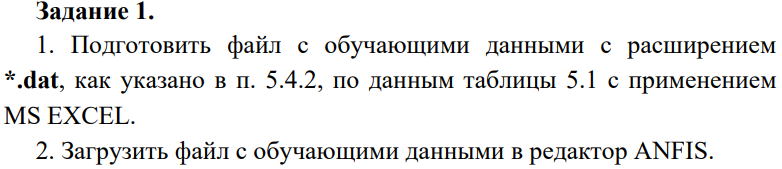 Задание 1.
1. Подготовить файл с обучающими данными с расширением
*.dat, как указано в п. 5.4.2, по данным таблицы 5.1 с применением
MS EXCEL.
2. Загрузить файл с обучающими данными в редактор ANFIS.